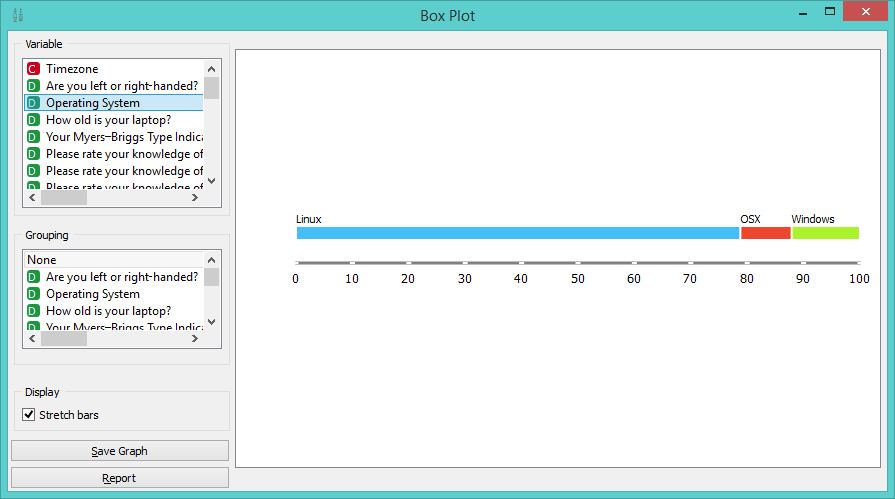 Box Plot
Variable
C Timezone
D Are you left or right-handed?
D Operating System
D How old is your laptop?
D Your Myers–Briggs Type Indica
D Please rate your knowledge of
D Please rate your knowledge of
D Please rate your knowledge of
Grouping
None
D Are you left or right-handed?
D Operating System
D How old is your laptop?
D Your Myers–Briggs Type Indica
Display
Stretch bars
Save Graph
Report
Linux OSX Windows
0 10 20 30 40 50 60 70 80 90 100